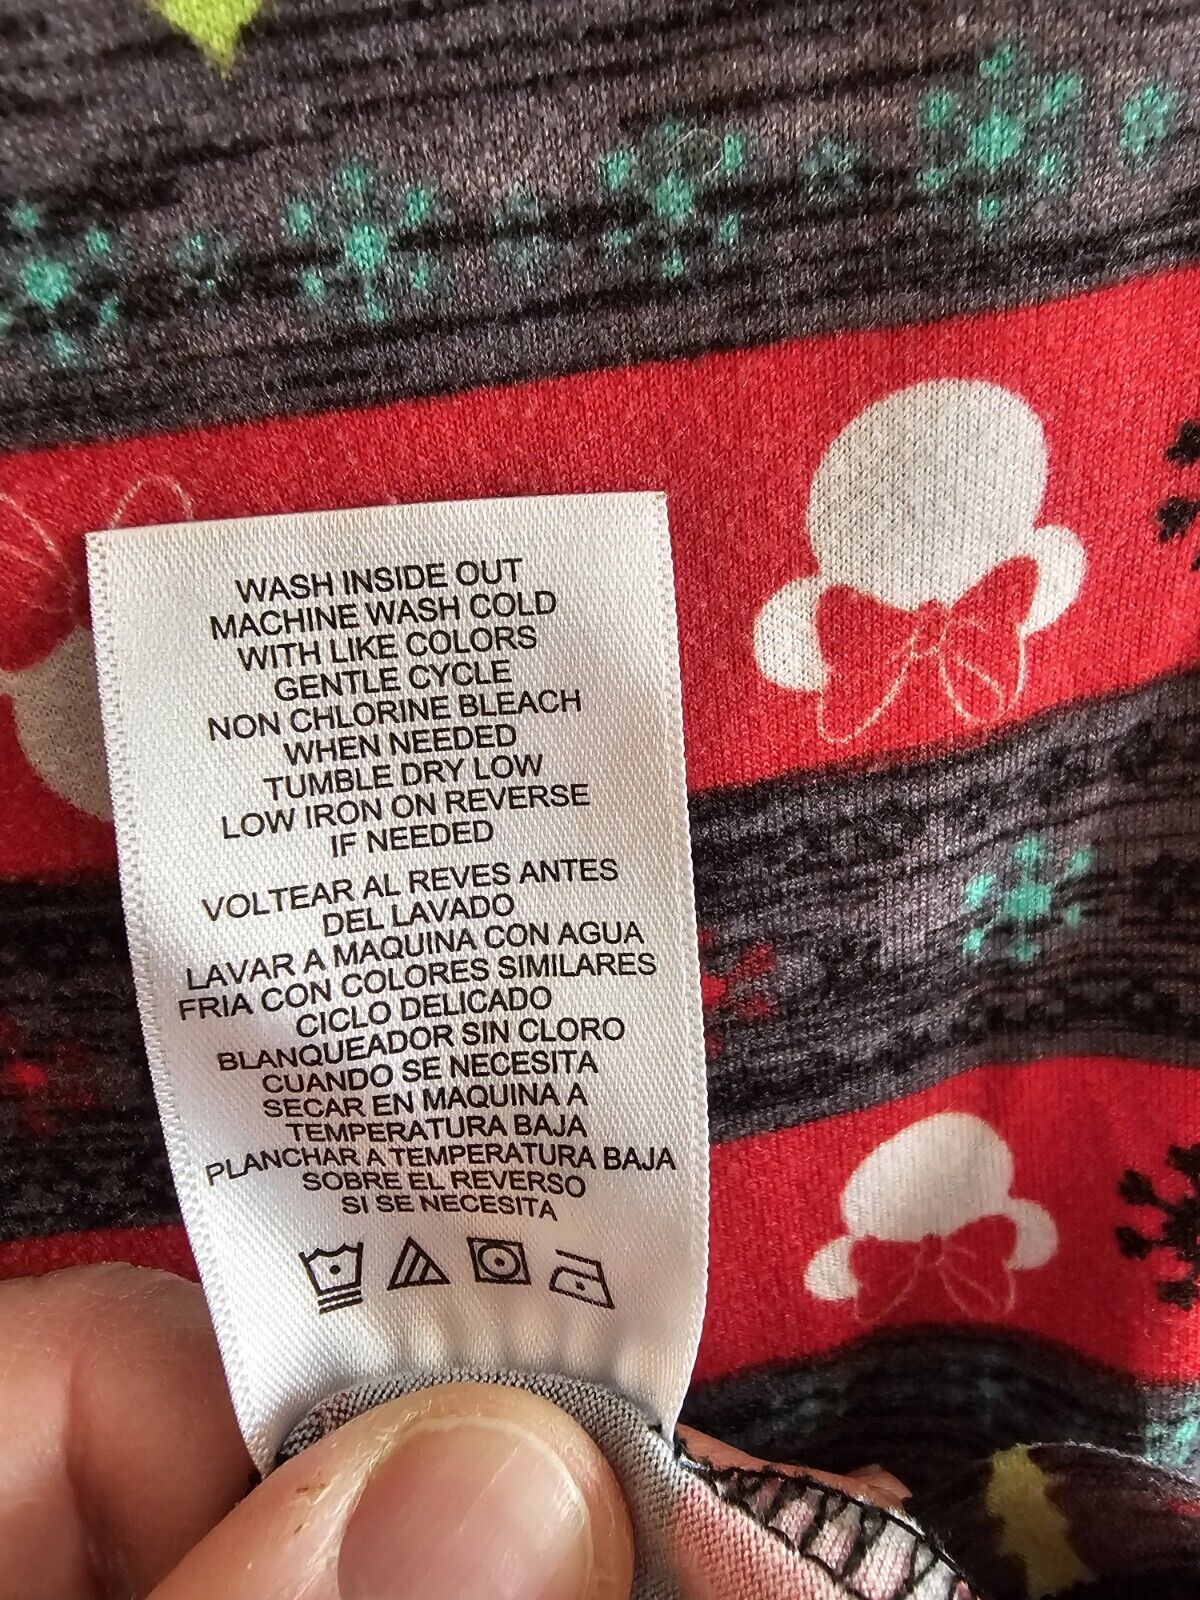 WASH INSIDE OUT
MACHINE WASH COLD
WITH LIKE COLORS
GENTLE CYCLE
NON CHLORINE BLEACH
WHEN NEEDED
TUMBLE DRY LOW
LOW IRON ON REVERSE
IF NEEDED
VOLTEAR AL REVES ANTES
DEL LAVADO
LAVAR A MAQUINA CON AGUA
FRIA CON COLORES SIMILARES
CICLO DELICADO
BLANQUEADOR SIN CLORO
CUANDO SE NECESITA
SECAR EN MAQUINA A
TEMPERATURA BAJA
PLANCHAR A TEMPERATURA BAJA
SOBRE EL REVERSO
SI SE NECESITA